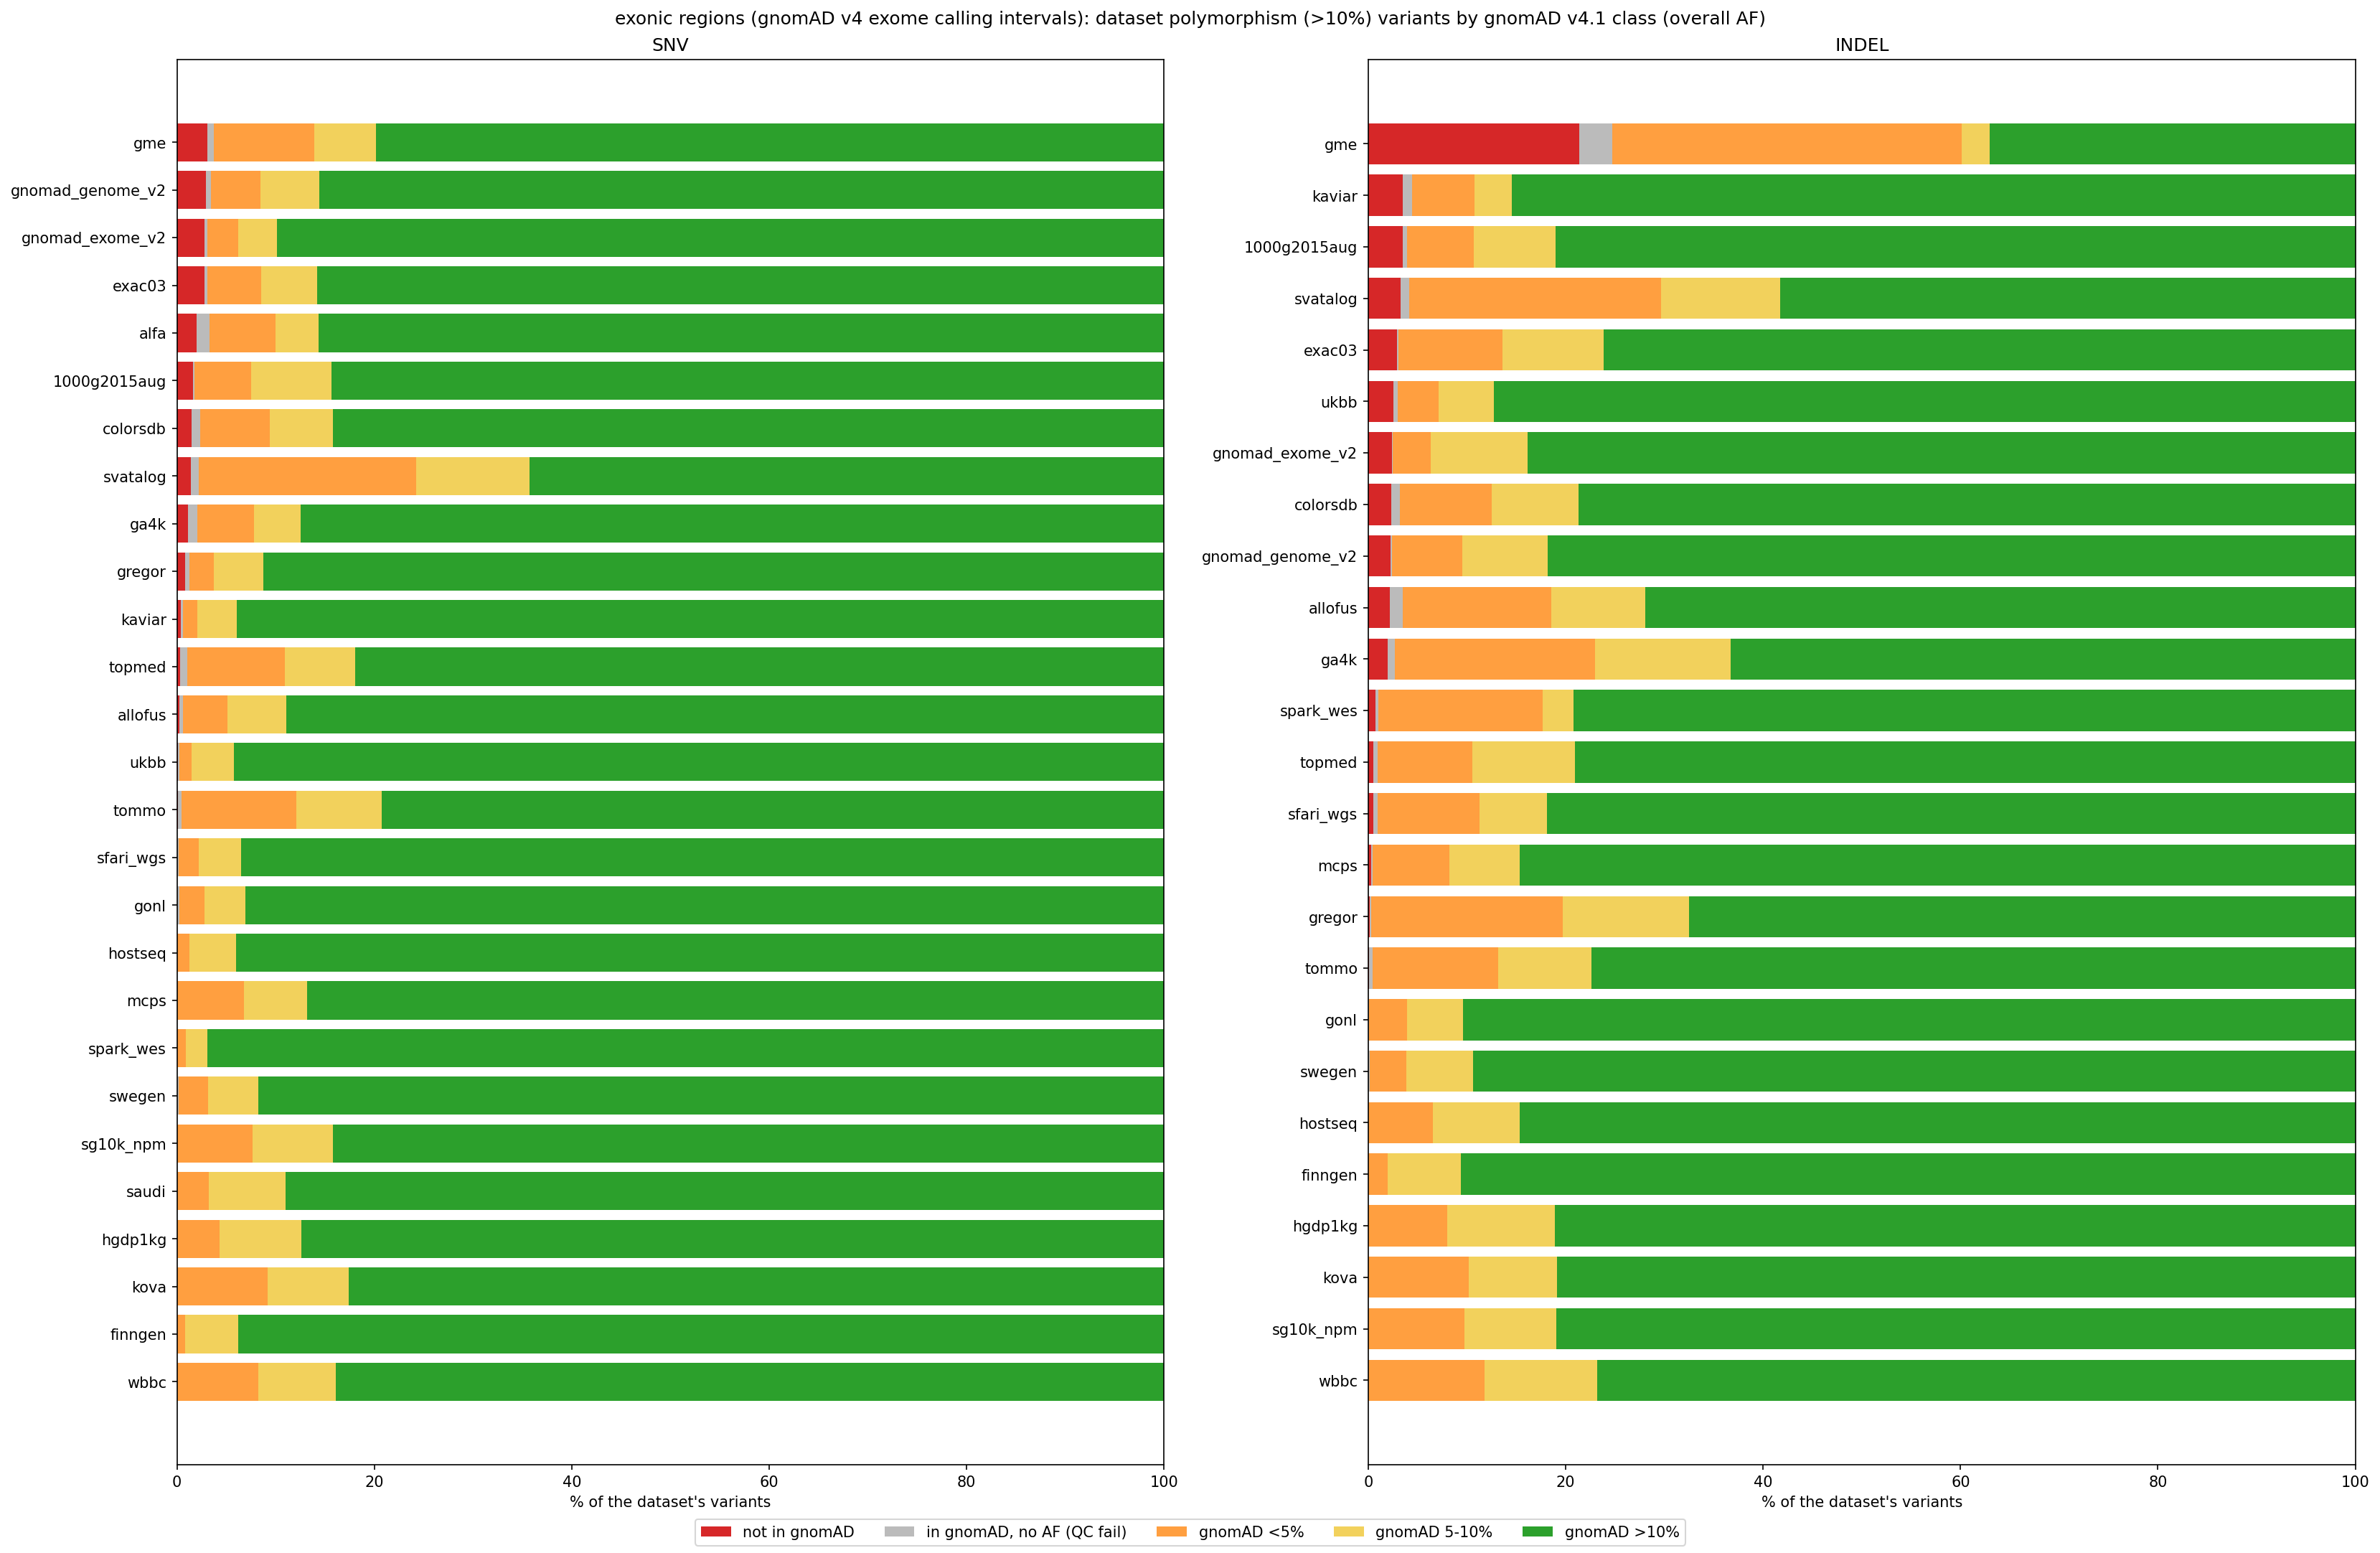 exonic regions (gnomAD v4 exome calling intervals): dataset polymorphism (>10%) variants by gnomAD v4.1 class (overall AF)
SNV
gme
gnomad_genome_v2
gnomad_exome_v2
exac03
alfa
1000g2015aug
colorsdb
svatalog
ga4k
gregor
kaviar
topmed
allofus
ukbb
tommo
sfari_wgs
gonl
hostseq
mcps
spark_wes
swegen
sg10k_npm
saudi
hgdp1kg
kova
finngen
wbbc
0 20 40 60 80 100
% of the dataset's variants
INDEL
gme
kaviar
1000g2015aug
svatalog
exac03
ukbb
gnomad_exome_v2
colorsdb
gnomad_genome_v2
allofus
ga4k
spark_wes
topmed
sfari_wgs
mcps
gregor
tommo
gonl
swegen
hostseq
finngen
hgdp1kg
kova
sg10k_npm
wbbc
0 20 40 60 80 100
% of the dataset's variants
not in gnomAD in gnomAD, no AF (QC fail) gnomAD <5% gnomAD 5-10% gnomAD >10%